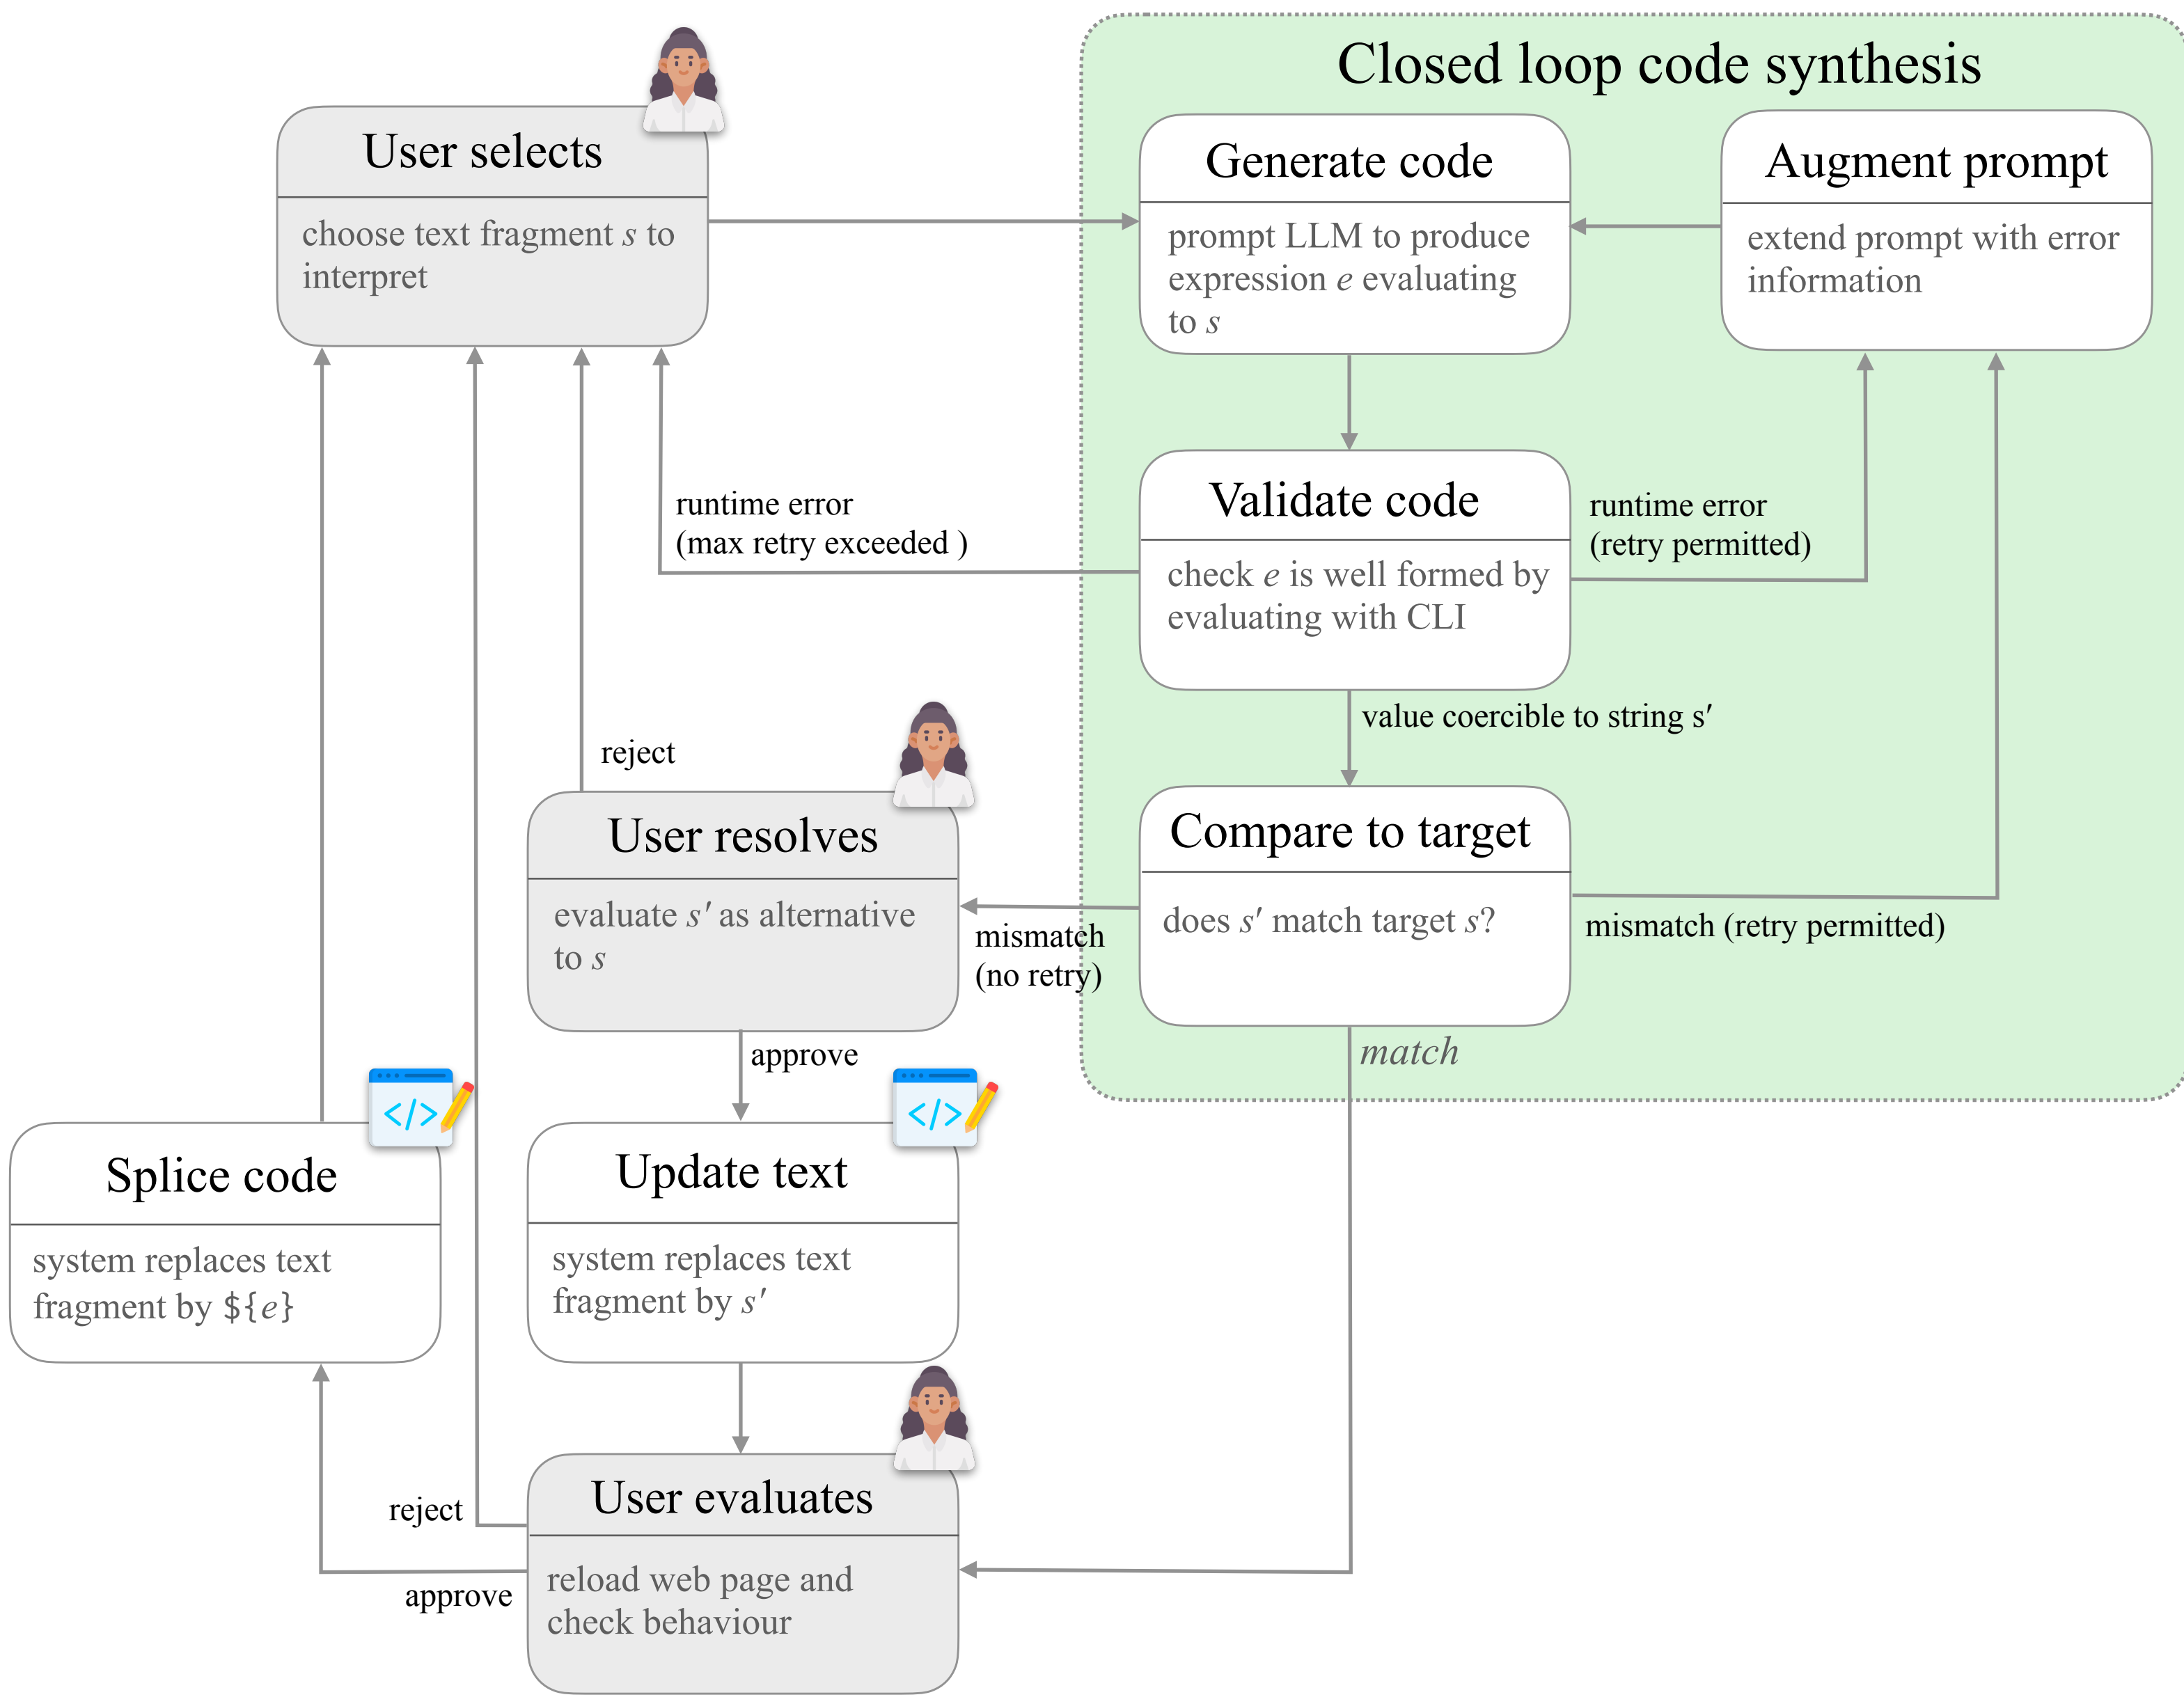 Closed loop code synthesis
User selects
choose text fragment s to
interpret
Generate code
prompt LLM to produce
expression e evaluating
to s
Augment prompt
extend prompt with error
information
runtime error
(max retry exceeded )
Validate code
check e is well formed by
evaluating with CLI
runtime error
(retry permitted)
value coercible to string s′
reject
User resolves
evaluate s′ as alternative
to s
mismatch
(no retry)
Compare to target
does s′ match target s?
mismatch (retry permitted)
match
approve
</>
Splice code
system replaces text
fragment by ${e}
</>
Update text
system replaces text
fragment by s′
User evaluates
reload web page and
check behaviour
reject
approve